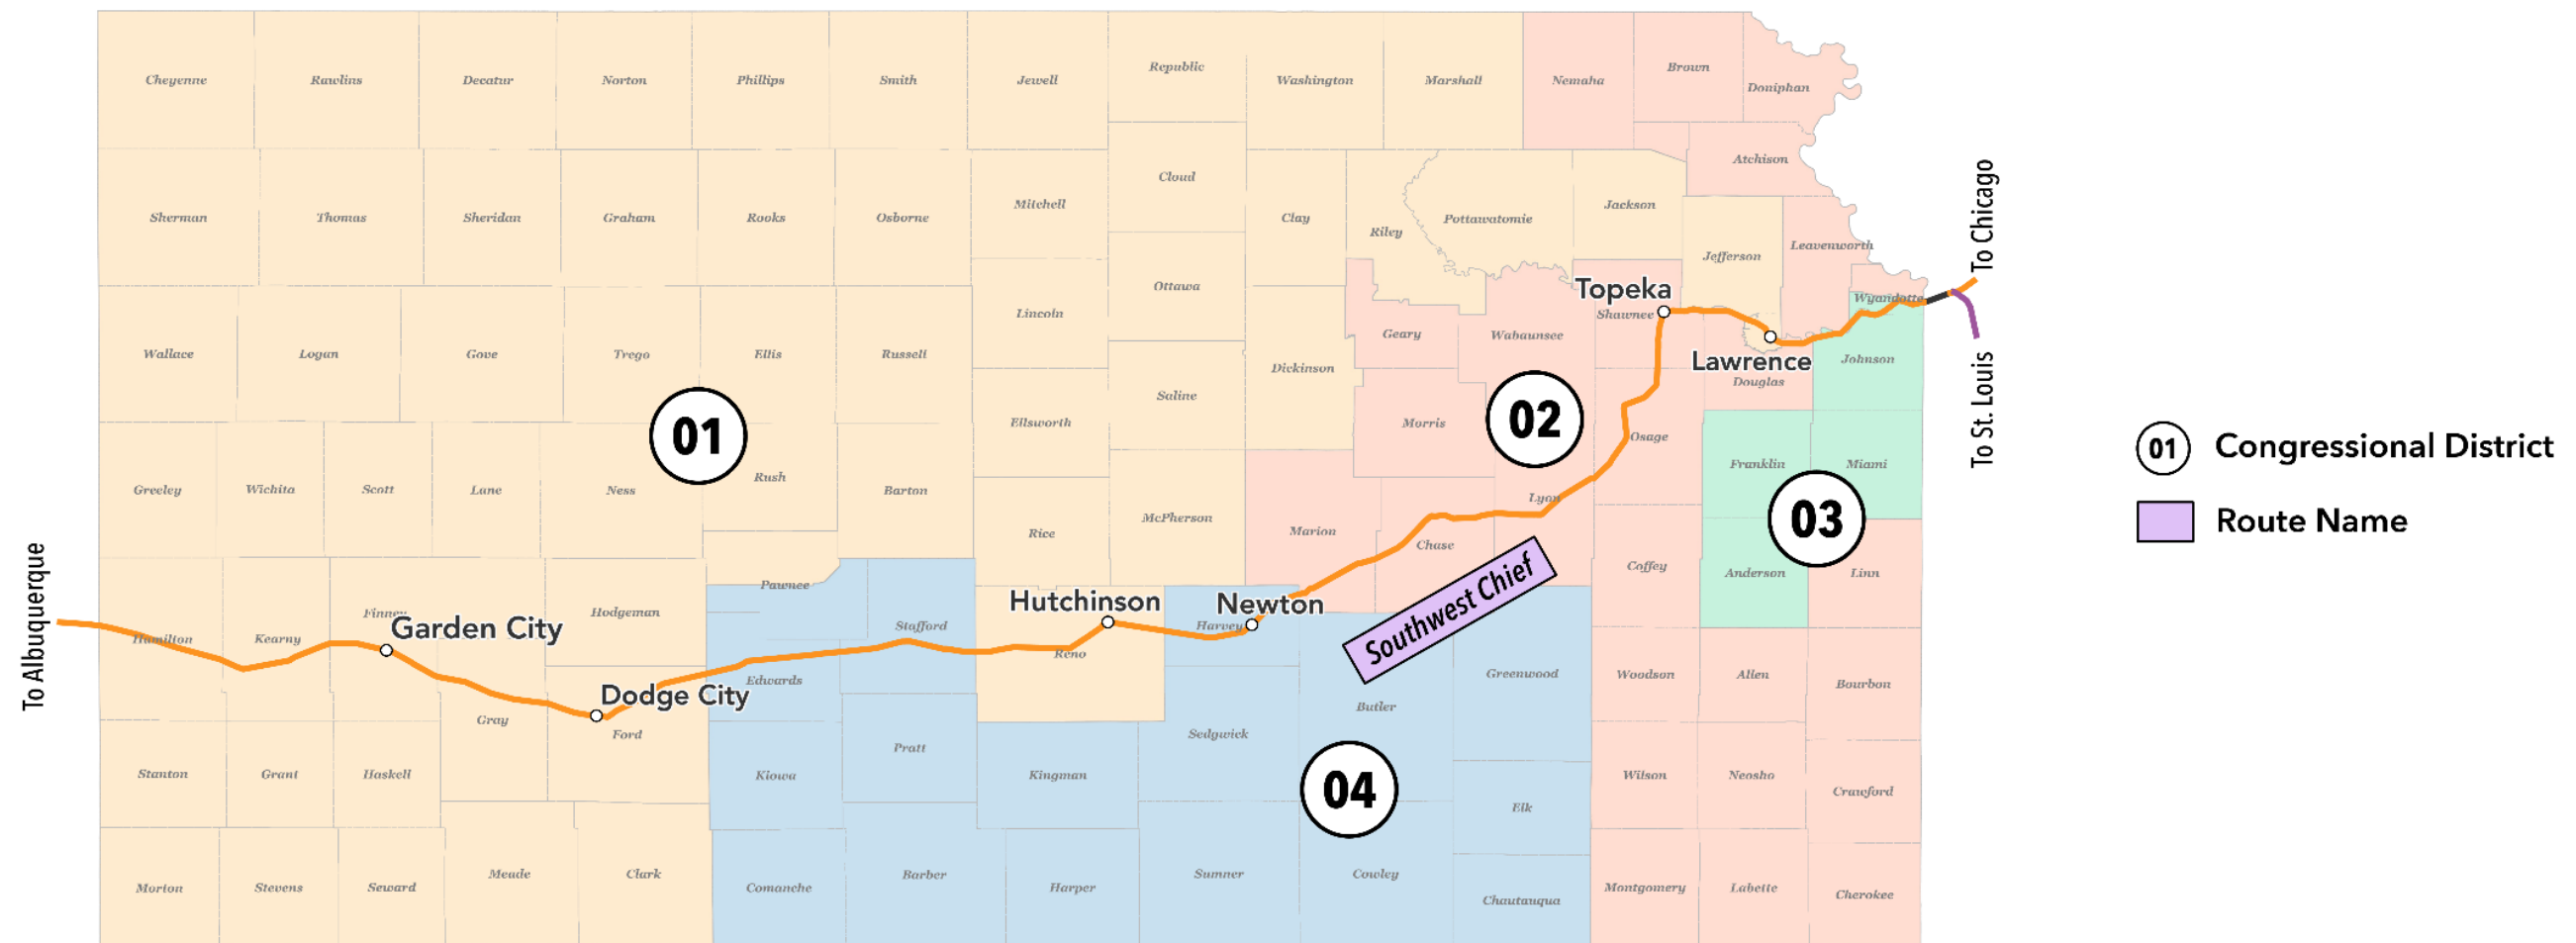 Cheyenne
Rawlins
Decatur
Norton
Phillips
Smith
Jewell
Republic
Washington
Marshall
Nemaha
Brown
Doniphan
Sherman
Thomas
Sheridan
Graham
Rooks
Osborne
Mitchell
Cloud
Clay
Riley
Pottawatomie
Jackson
Atchison
Jefferson
Leavenworth
To Chicago
Wallace
Logan
Gove
Trego
Ellis
Russell
Lincoln
Ottawa
Dickinson
Geary
Wabaunsee
Topeka
Shawnee
Lawrence
Douglas
Wyandotte
Johnson
To St. Louis
Greeley
Wichita
Scott
Lane
Ness
01
Rush
Barton
Ellsworth
Saline
Rice
McPherson
Marion
Morris
02
Chase
Lyon
Osage
Franklin
Miami
03
Coffey
Anderson
Linn
01 Congressional District
Route Name
To Albuquerque
Hamilton
Kearny
Finney
Garden City
Hodgeman
Pawnee
Stafford
Edwards
Dodge City
Gray
Ford
Hutchinson
Reno
Harvey
Newton
Southwest Chief
Butler
Greenwood
Woodson
Allen
Bourbon
Stanton
Grant
Haskell
Kiowa
Pratt
Kingman
Sedgwick
04
Elk
Wilson
Neosho
Crawford
Morton
Stevens
Seward
Meade
Clark
Comanche
Barber
Harper
Sumner
Cowley
Chautauqua
Montgomery
Labette
Cherokee